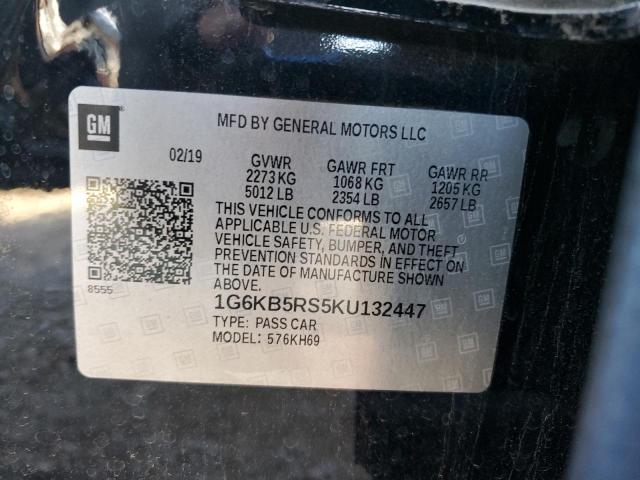 GM
MFD BY GENERAL MOTORS LLC
02/19 GVWR GAWR FRT GAWR RR
2273 KG 1068 KG 1205 KG
5012 LB 2354 LB 2657 LB
THIS VEHICLE CONFORMS TO ALL
APPLICABLE U.S. FEDERAL MOTOR
VEHICLE SAFETY, BUMPER, AND THEFT
PREVENTION STANDARDS IN EFFECT ON
THE DATE OF MANUFACTURE SHOWN
ABOVE.
8555
1G6KB5RS5KU132447
TYPE: PASS CAR
MODEL: 576KH69